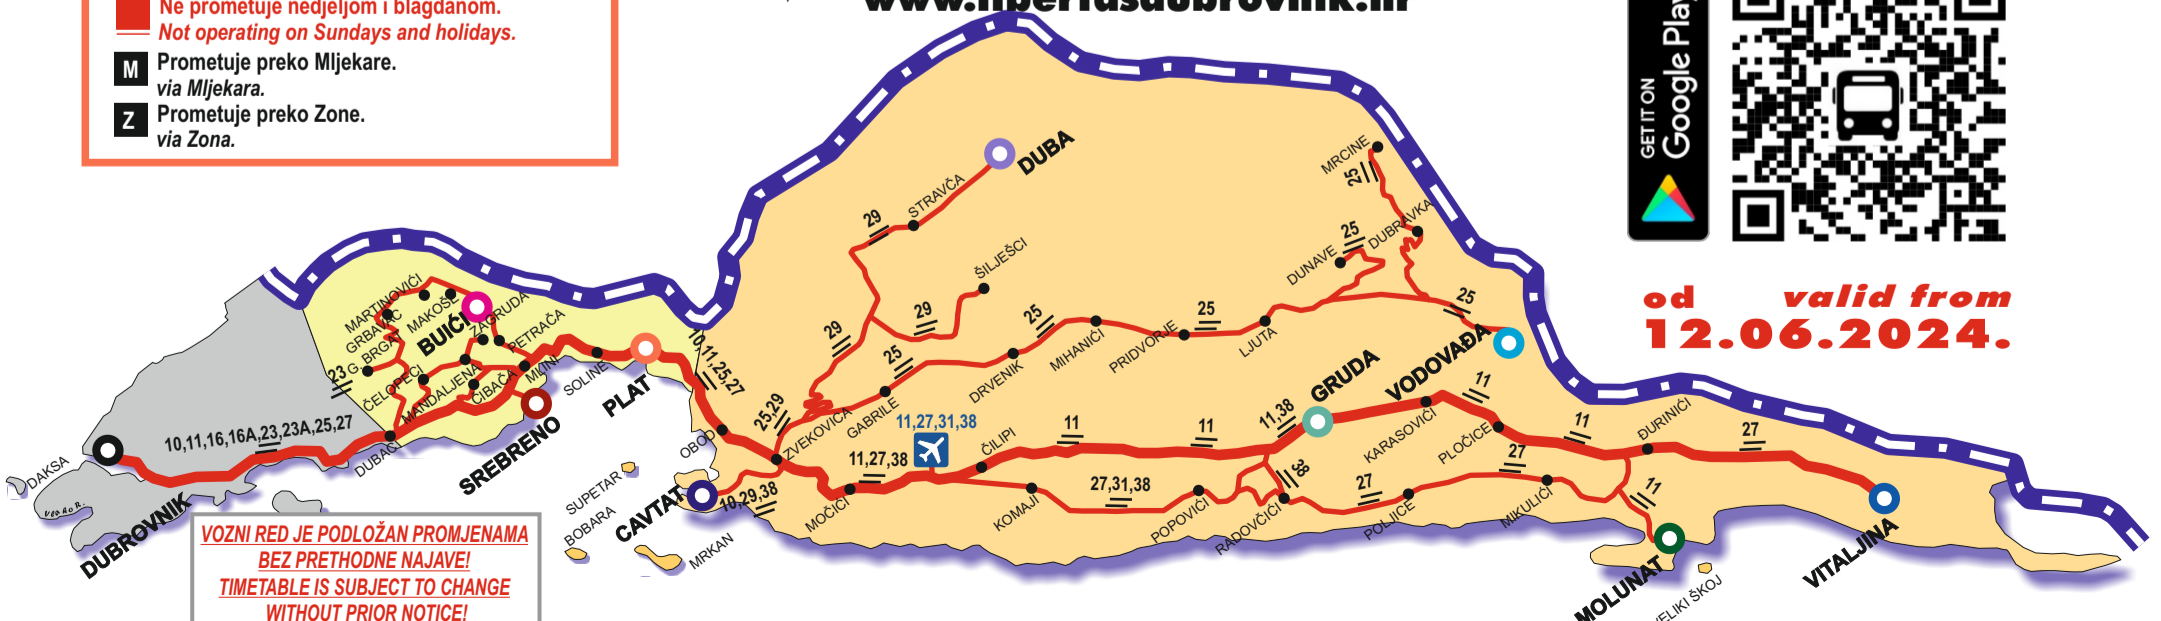 Ne prometuje nedjeljom i blagdanom.
Not operating on Sundays and holidays.
M Prometuje preko Mljekare.
via Mljekara.
Z Prometuje preko Zone.
via Zona.
www.libertasdubrovnik.hr
GET IT ON
Google Play
od valid from
12.06.2024.
DUBA
STRAVČA
29
ŠILJEŠCI
29
29
MRCINE
25
DUBRAVKA
25
DUNAVE
25
VODOVAĐA
LJUTA
25
PRIDVORJE
MIHANIĆI
25
DRVENIK
25
GABRILE
ZVEKOVICA
25,29
10,11,25,27
MARTINOVIĆI
GRBAVAC
MAKOŠE
G. BRGAT
BUIĆI
ZAGRUDA
PETRAČA
23
ČELOPECI
MANDALJENA
ČIBAČA
MLINI
SOLINE
PLAT
SREBRENO
DUBAC
10,11,16,16A,23,23A,25,27
DAKSA
DUBROVNIK
OBOD
SUPETAR
BOBARA
CAVTAT
MRKAN
10,29,38
11,27,31,38
11,27,38
MOČIĆI
ČILIPI
11
11
11,38
GRUDA
KARASOVIĆI
11
PLOČICE
11
ĐURINIĆI
27
KOMAJI
27,31,38
POPOVIĆI
38
RADOVČIĆI
27
POLJICE
27
MIKULIĆI
11
MOLUNAT
VELIKI ŠKOJ
VITALJINA
VOZNI RED JE PODLOŽAN PROMJENAMA
BEZ PRETHODNE NAJAVE!
TIMETABLE IS SUBJECT TO CHANGE
WITHOUT PRIOR NOTICE!